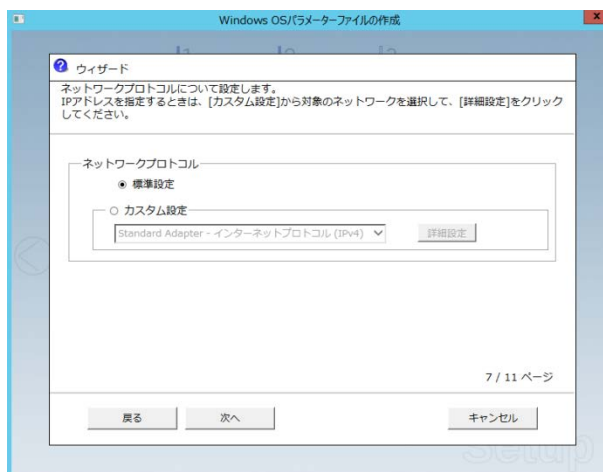 Windows OSパラメーターファイルの作成
x
1 2 3
? ウィザード
ネットワークプロトコルについて設定します。
IPアドレスを指定するときは、[カスタム設定]から対象のネットワークを選択して、[詳細設定]をクリック
してください。
ネットワークプロトコル
標準設定
カスタム設定
Standard Adapter - インターネットプロトコル (IPv4)
詳細設定
7 / 11 ページ
戻る
次へ
キャンセル
Setup